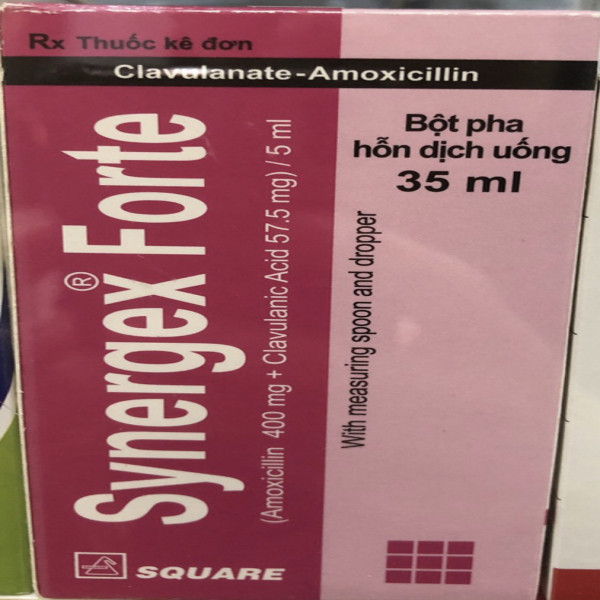 Rx Thuốc kê đơn
Clavulanate-Amoxicillin
Synergex® Forte
(Amoxicillin 400 mg + Clavulanic Acid 57.5 mg) / 5 ml
Bột pha
hỗn dịch uống
35 ml
With measuring spoon and dropper
SQUARE